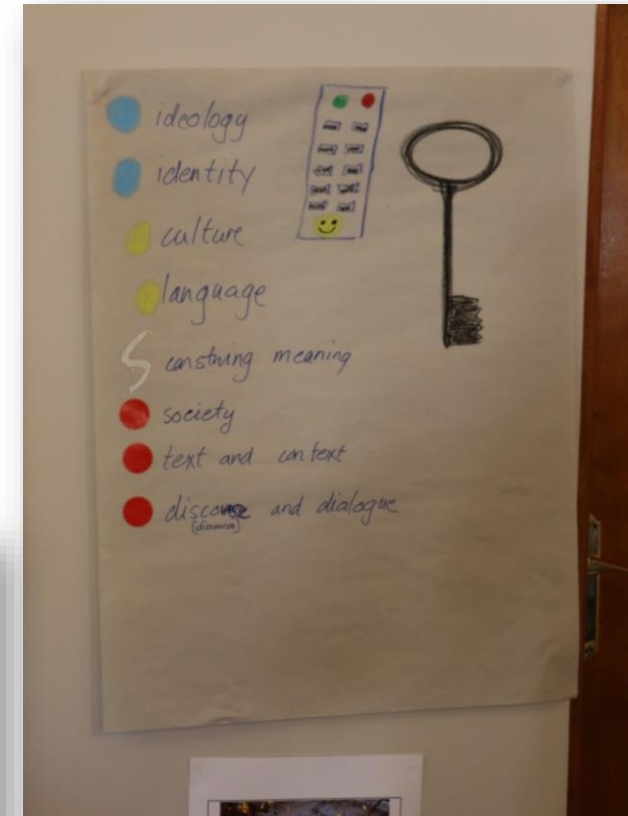 ideology
identity
culture
language
construing meaning
society
text and context
discourse and dialogue
(discourse)